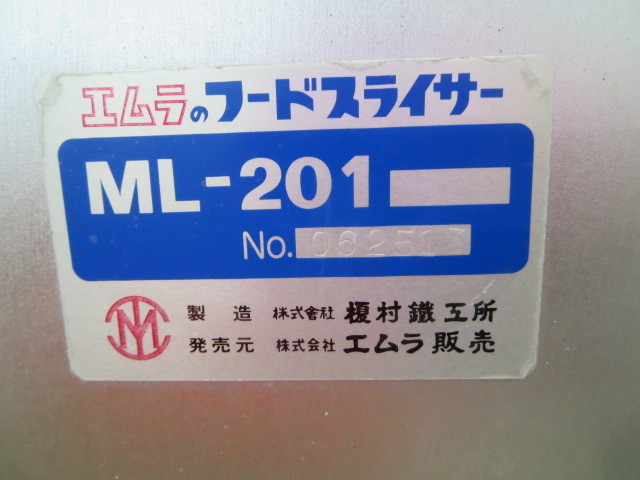 エムラのフードスライサー
ML-201
No.
製造 株式会社 榎村鐵工所
発売元 株式会社 エムラ販売